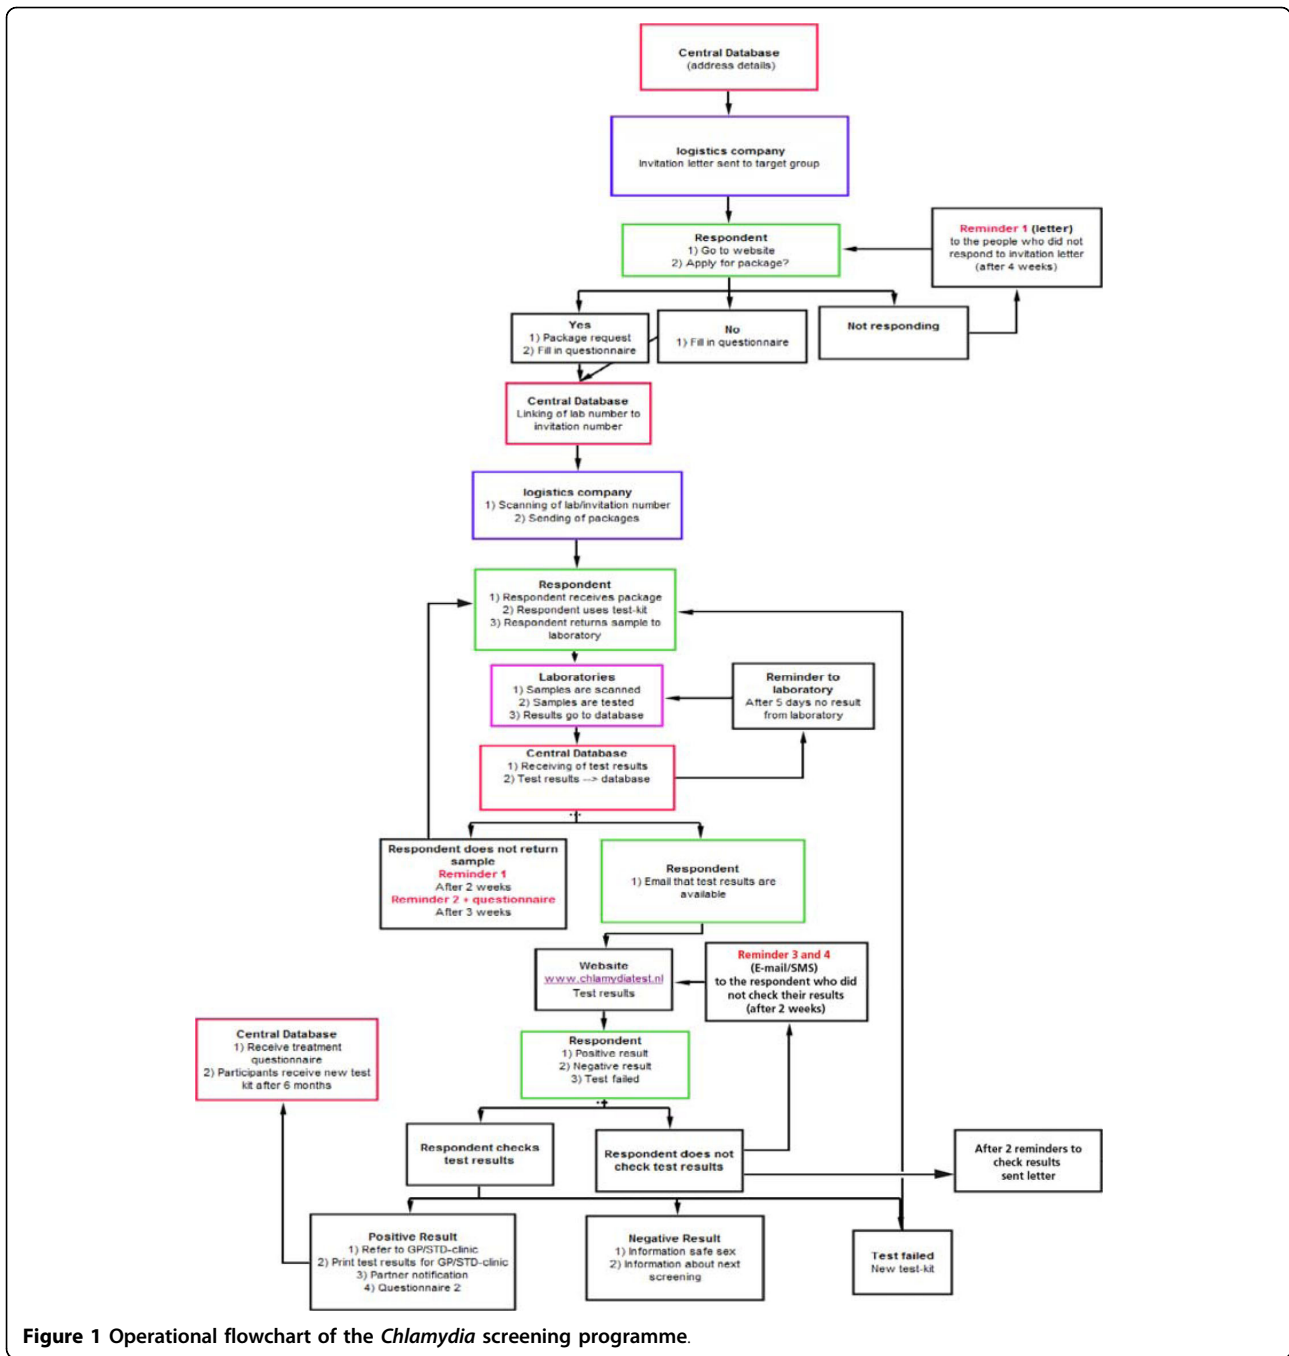 Central Database
(address details)
logistics company
Invitation letter sent to target group
Respondent
1) Go to website
2) Apply for package?
Reminder 1 (letter)
to the people who did not
respond to invitation letter
(after 4 weeks)
Yes
1) Package request
2) Fill in questionnaire
No
1) Fill in questionnaire
Not responding
Central Database
Linking of lab number to
invitation number
logistics company
1) Scanning of lab/invitation number
2) Sending of packages
Respondent
1) Respondent receives package
2) Respondent uses test-kit
3) Respondent returns sample to
laboratory
Laboratories
1) Samples are scanned
2) Samples are tested
3) Results go to database
Reminder to
laboratory
After 5 days no result
from laboratory
Central Database
1) Receiving of test results
2) Test results --> database
Respondent does not return
sample
Reminder 1
After 2 weeks
Reminder 2 + questionnaire
After 3 weeks
Respondent
1) Email that test results are
available
Website
www.chlamydiatest.nl
Test results
Reminder 3 and 4
(E-mail/SMS)
to the respondent who did
not check their results
(after 2 weeks)
Central Database
1) Receive treatment
questionnaire
2) Participants receive new test
kit after 6 months
Respondent
1) Positive result
2) Negative result
3) Test failed
Respondent checks
test results
Respondent does not
check test results
After 2 reminders to
check results
sent letter
Positive Result
1) Refer to GP/STD-clinic
2) Print test results for GP/STD-clinic
3) Partner notification
4) Questionnaire 2
Negative Result
1) Information safe sex
2) Information about next
screening
Test failed
New test-kit
Figure 1 Operational flowchart of the Chlamydia screening programme.